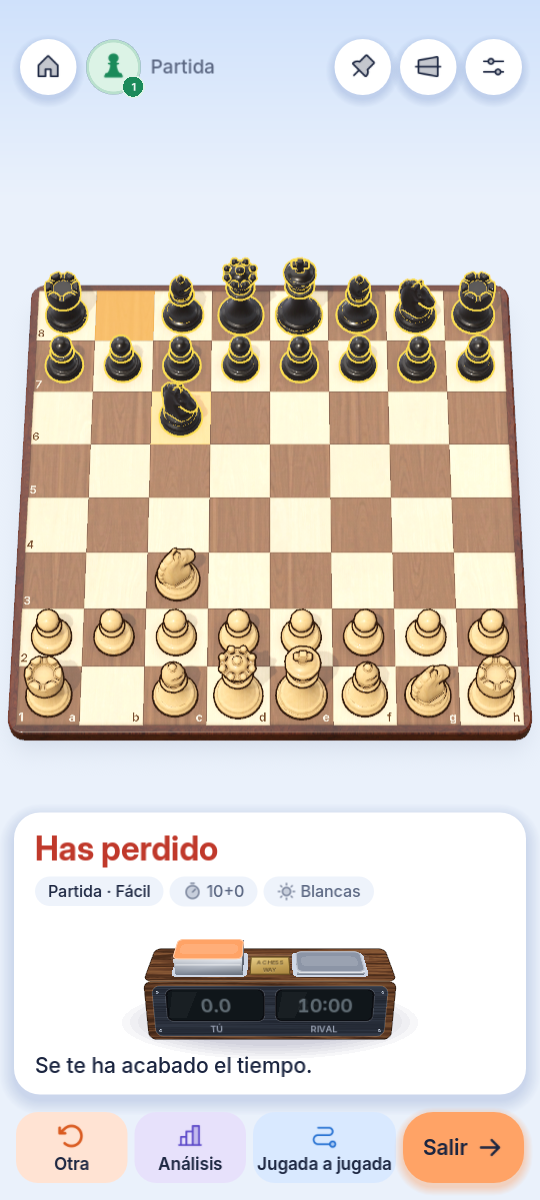 Partida
1
8
7
6
5
4
3
2
1 a b c d e f g h
Has perdido
Partida · Fácil
10+0
Blancas
A CHESS
WAY
0.0
10:00
TÚ
RIVAL
Se te ha acabado el tiempo.
Otra
Análisis
Jugada a jugada
Salir